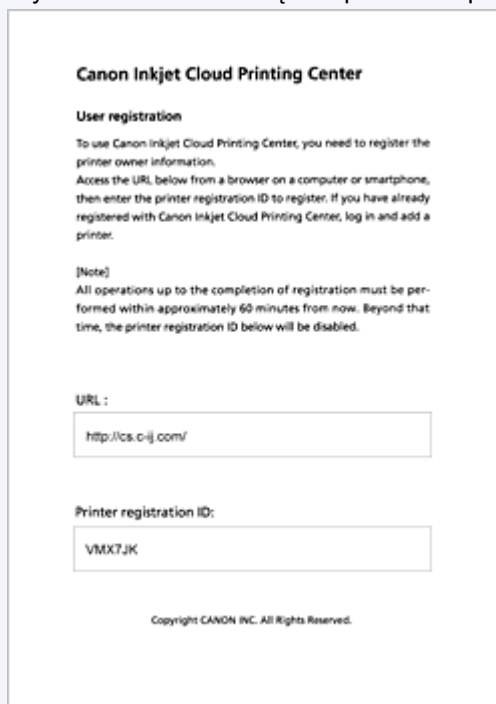 Canon Inkjet Cloud Printing Center
User registration
To use Canon Inkjet Cloud Printing Center, you need to register the
printer owner information.
Access the URL below from a browser on a computer or smartphone,
then enter the printer registration ID to register. If you have already
registered with Canon Inkjet Cloud Printing Center, log in and add a
printer.
[Note]
All operations up to the completion of registration must be per-
formed within approximately 60 minutes from now. Beyond that
time, the printer registration ID below will be disabled.
URL :
http://cs.c-ij.com/
Printer registration ID:
VMX7JK
Copyright CANON INC. All Rights Reserved.